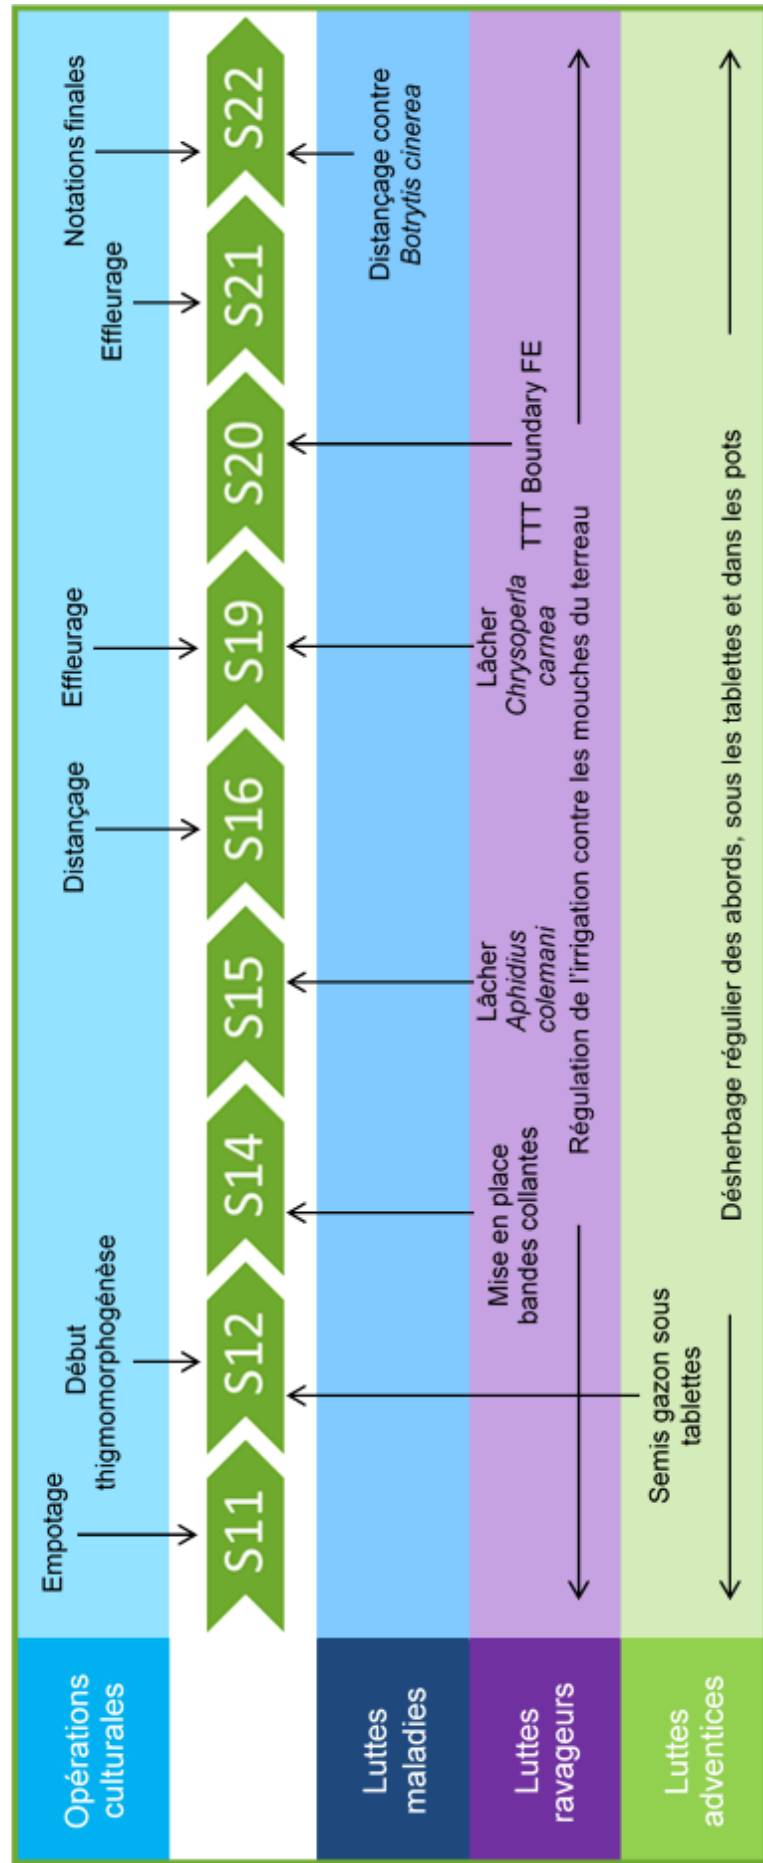 Opérations
culturales
Empotage
Début
thigmomorphogénèse
Distançage
Effleurage
Effleurage
Notations finales
S11
S12
S14
S15
S16
S19
S20
S21
S22
Luttes
maladies
Distançage contre
Botrytis cinerea
Luttes
ravageurs
Mise en place
bandes collantes
Lâcher
Aphidius
colemani
Lâcher
Chrysoperla
carnea
TTT Boundary FE
Régulation de l'irrigation contre les mouches du terreau
Luttes
adventices
Semis gazon sous
tablettes
Désherbage régulier des abords, sous les tablettes et dans les pots